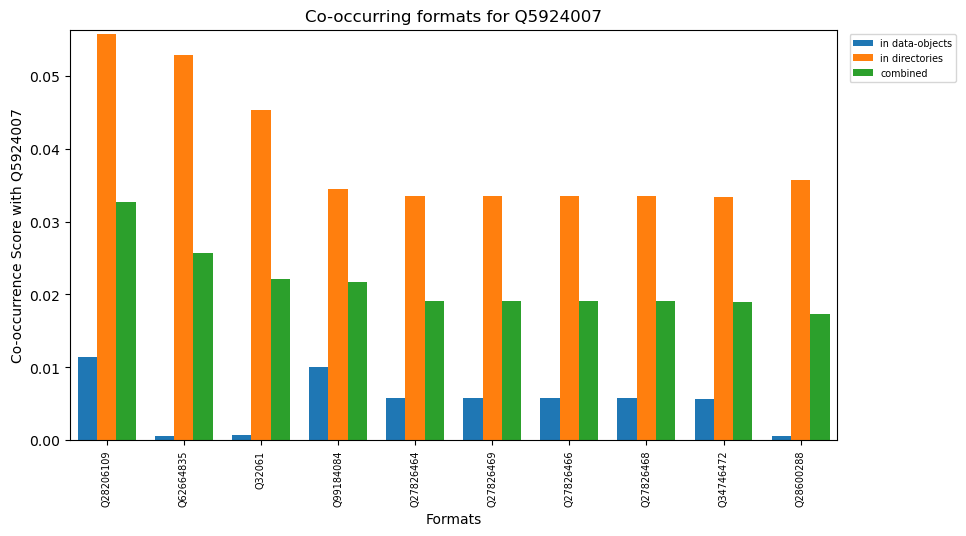 Co-occurring formats for Q5924007
in data-objects
in directories
combined
Co-occurrence Score with Q5924007
0.05
0.04
0.03
0.02
0.01
0.00
Q28206109
Q62664835
Q32061
Q99184084
Q27826464
Q27826469
Q27826466
Q27826468
Q34746472
Q28600288
Formats